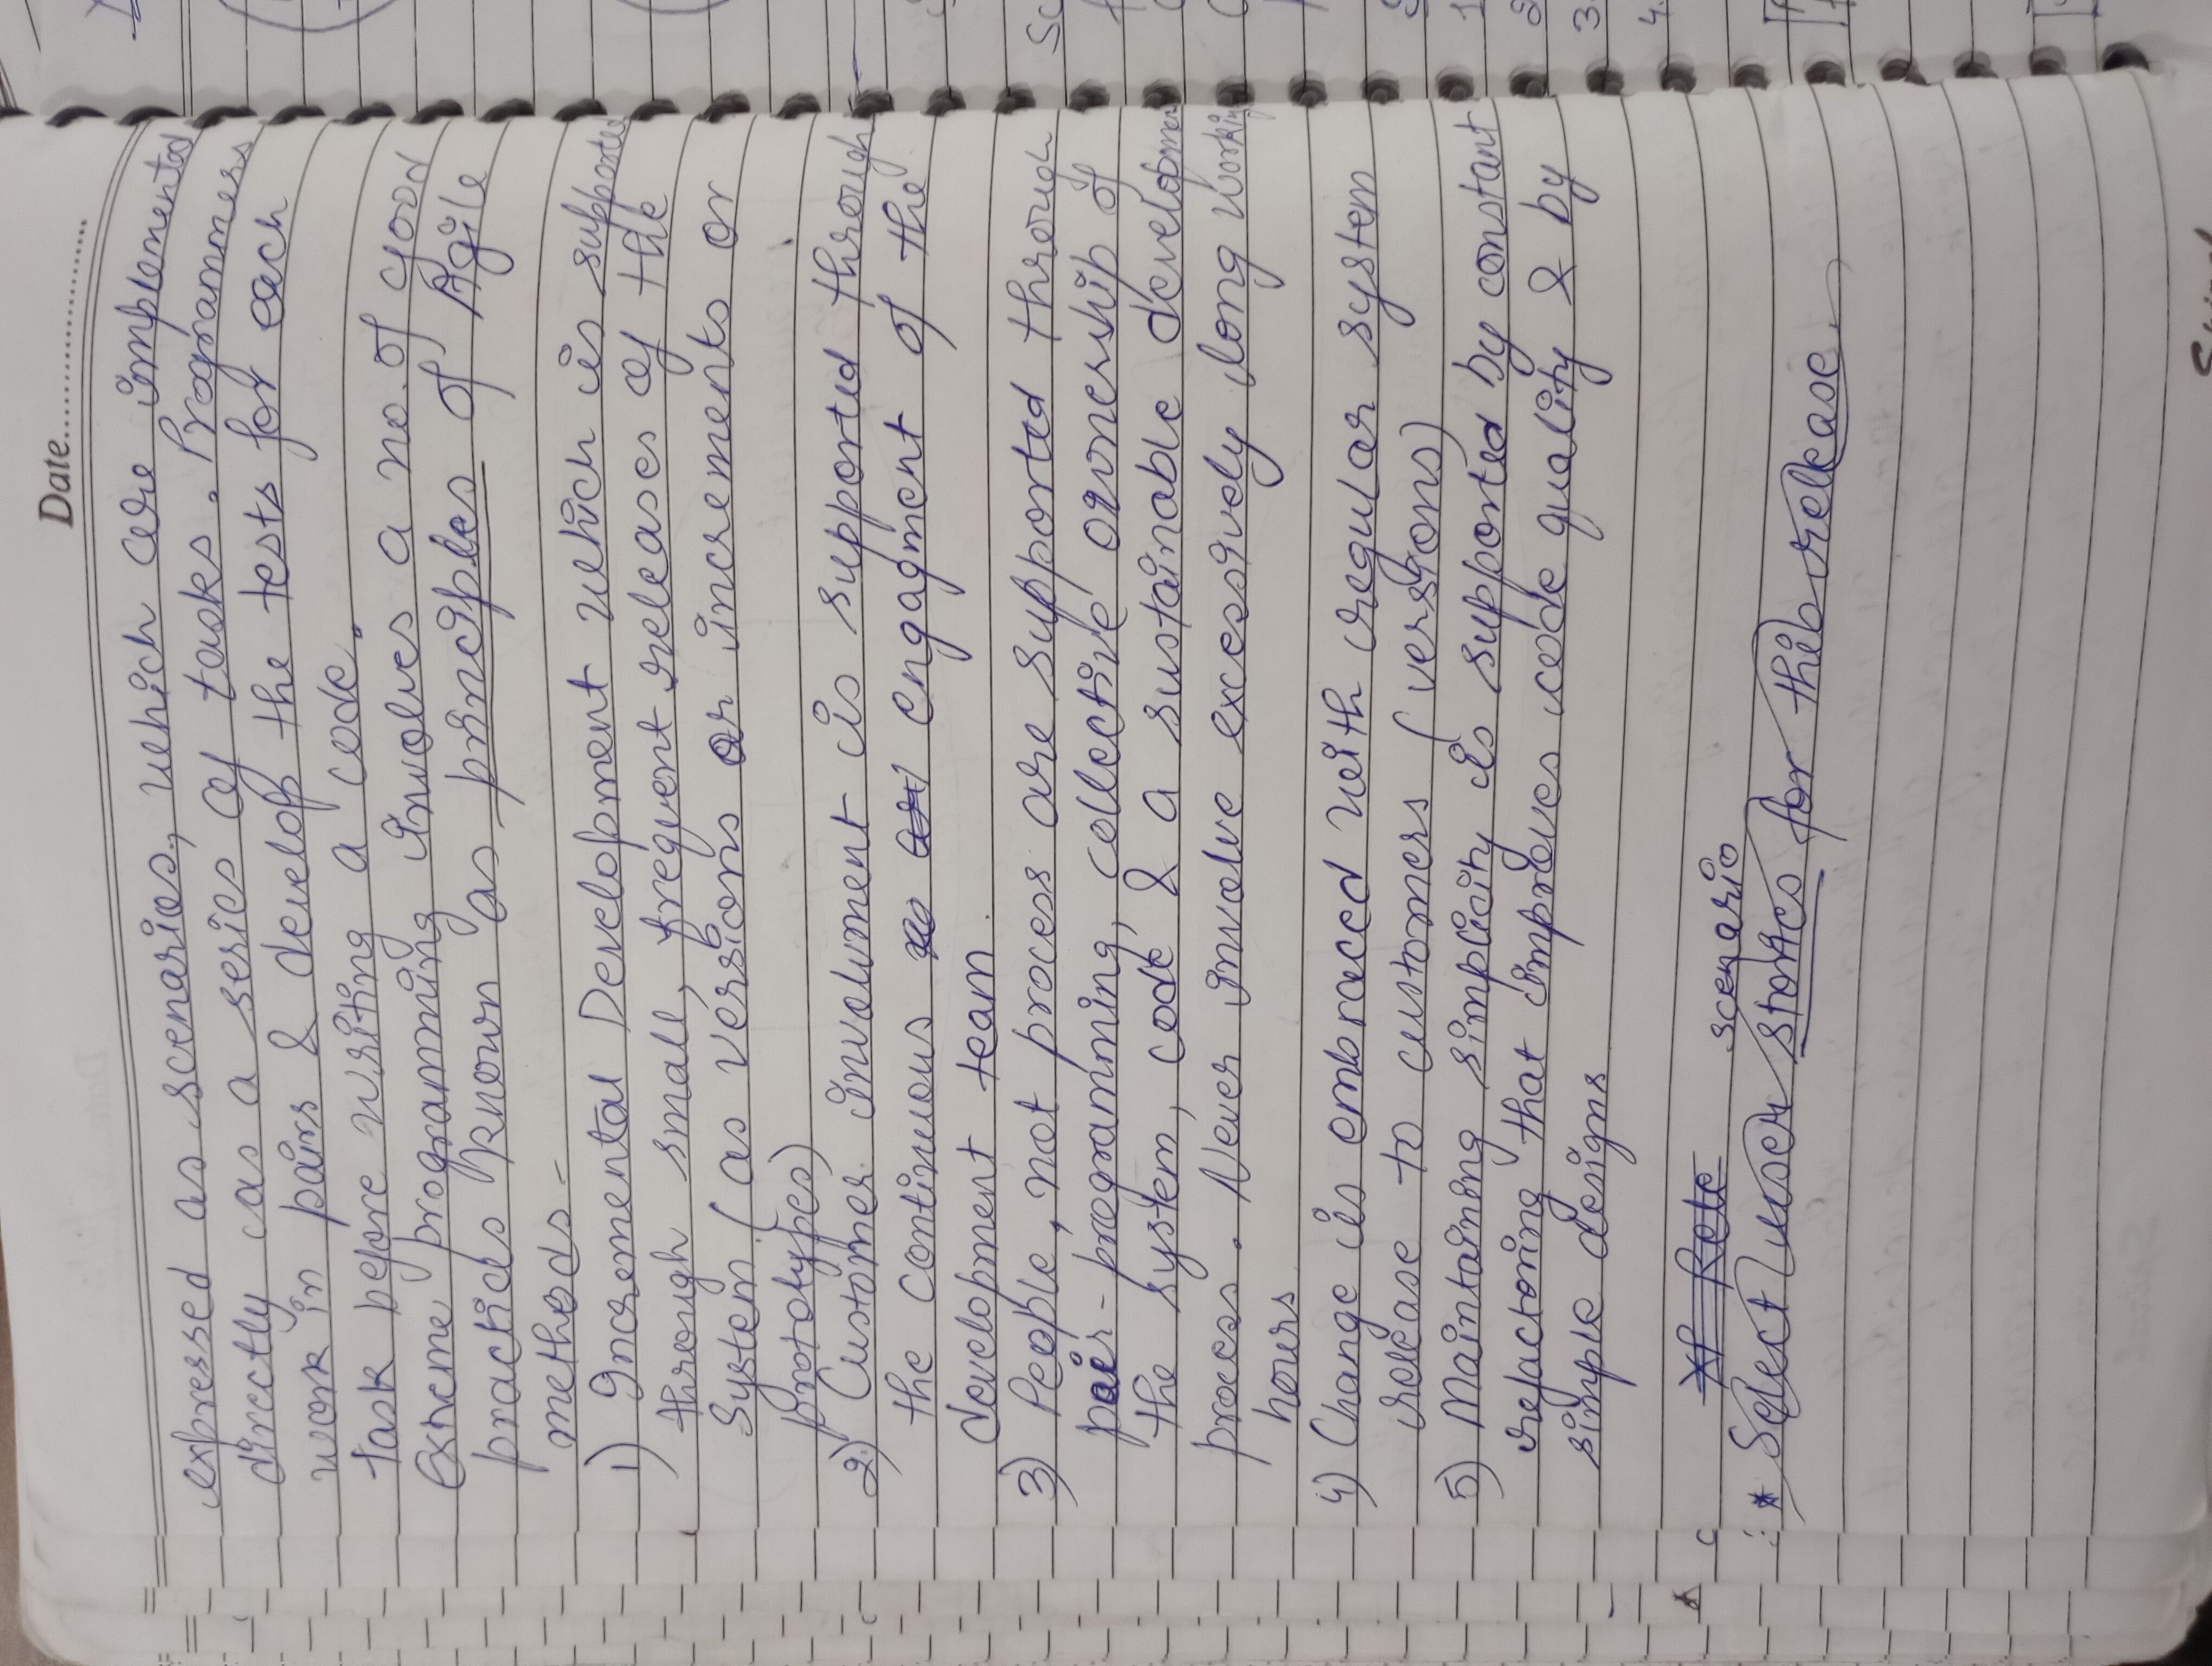 Date
expressed as scenarios, which are implemented
directly as a series of tasks. Programmers
work in pairs & develop the tests for each
task before writing a code.
Extreme programming involves a no. of good
practices known as principles of Agile
methods -
1) Incremental Development which is supported
through small, frequent releases of the
System (as versions or increments or
prototypes)
2) Customer involvment is supported through
the continuous engagment of the
development team.
3) People, not process are supported through
pair-programming, collective ownership of
the system, code & a sustainable developmen
process. Never involve excessively long working
hours
4) Change is embraced with regular system
release to customers (versions)
5) Maintaining simplicity is supported by constant
refactoring that improves code quality & by
simple designs
scenario
* Select user stories for this release.